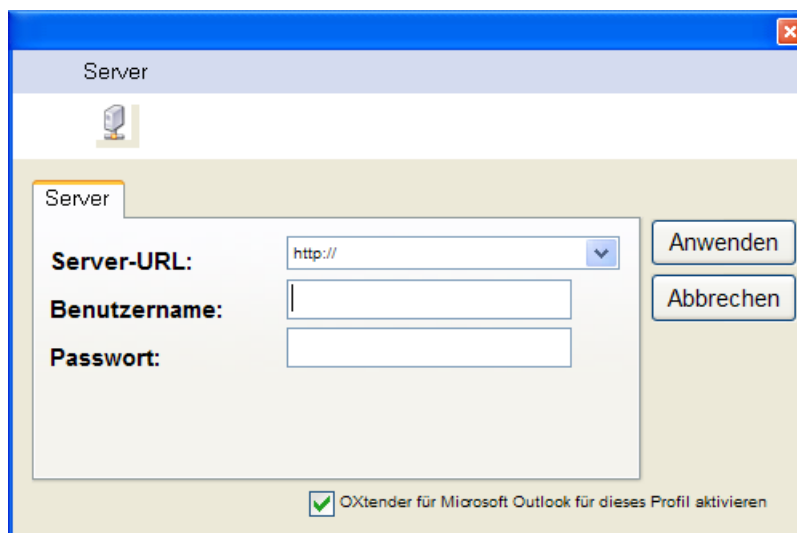 Server
Server
Server-URL:
http://
Anwenden
Benutzername:
Abbrechen
Passwort:
OXtender für Microsoft Outlook für dieses Profil aktivieren